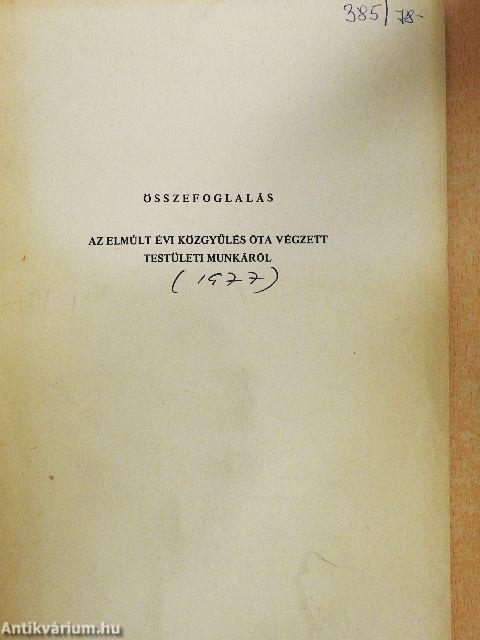 385/78-
ÖSSZEFOGLALÁS
AZ ELMÚLT ÉVI KÖZGYŰLÉS ÓTA VÉGZETT
TESTÜLETI MUNKÁRÓL
(1977)
Antikvárium.hu